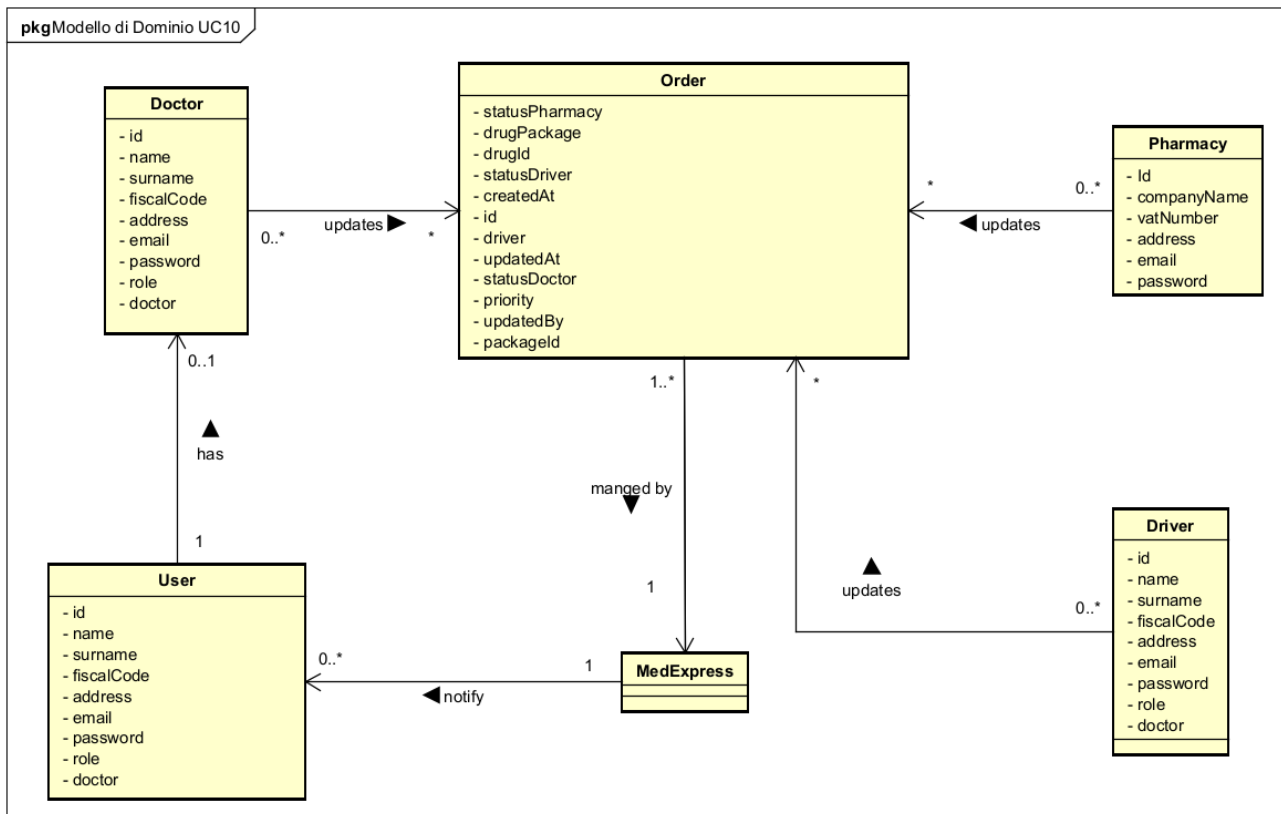 pkg Modello di Dominio UC10
Doctor
- id
- name
- surname
- fiscalCode
- address
- email
- password
- role
- doctor
0..*
updates
*
Order
- statusPharmacy
- drugPackage
- drugId
- statusDriver
- createdAt
- id
- driver
- updatedAt
- statusDoctor
- priority
- updatedBy
- packageId
*
0..*
updates
Pharmacy
- Id
- companyName
- vatNumber
- address
- email
- password
0..1
has
1
1..*
manged by
1
*
updates
0..*
User
- id
- name
- surname
- fiscalCode
- address
- email
- password
- role
- doctor
0..*
notify
1
MedExpress
Driver
- id
- name
- surname
- fiscalCode
- address
- email
- password
- role
- doctor